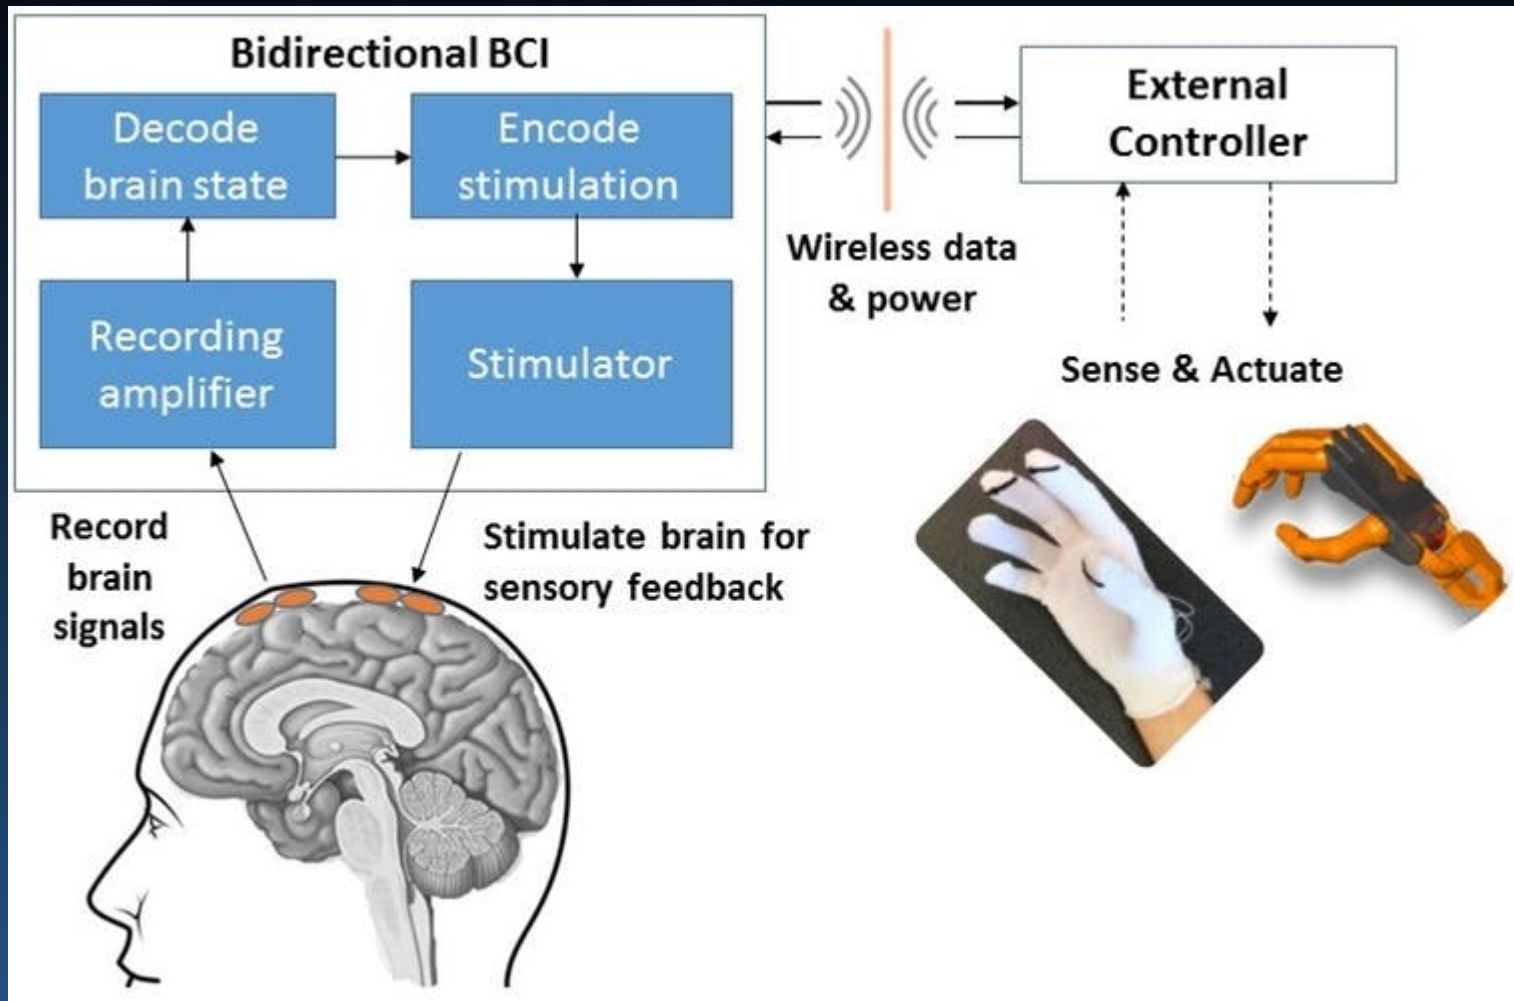 Bidirectional BCI
Decode
brain state
Encode
stimulation
Recording
amplifier
Stimulator
External
Controller
Wireless data
& power
Sense & Actuate
Record
brain
signals
Stimulate brain for
sensory feedback